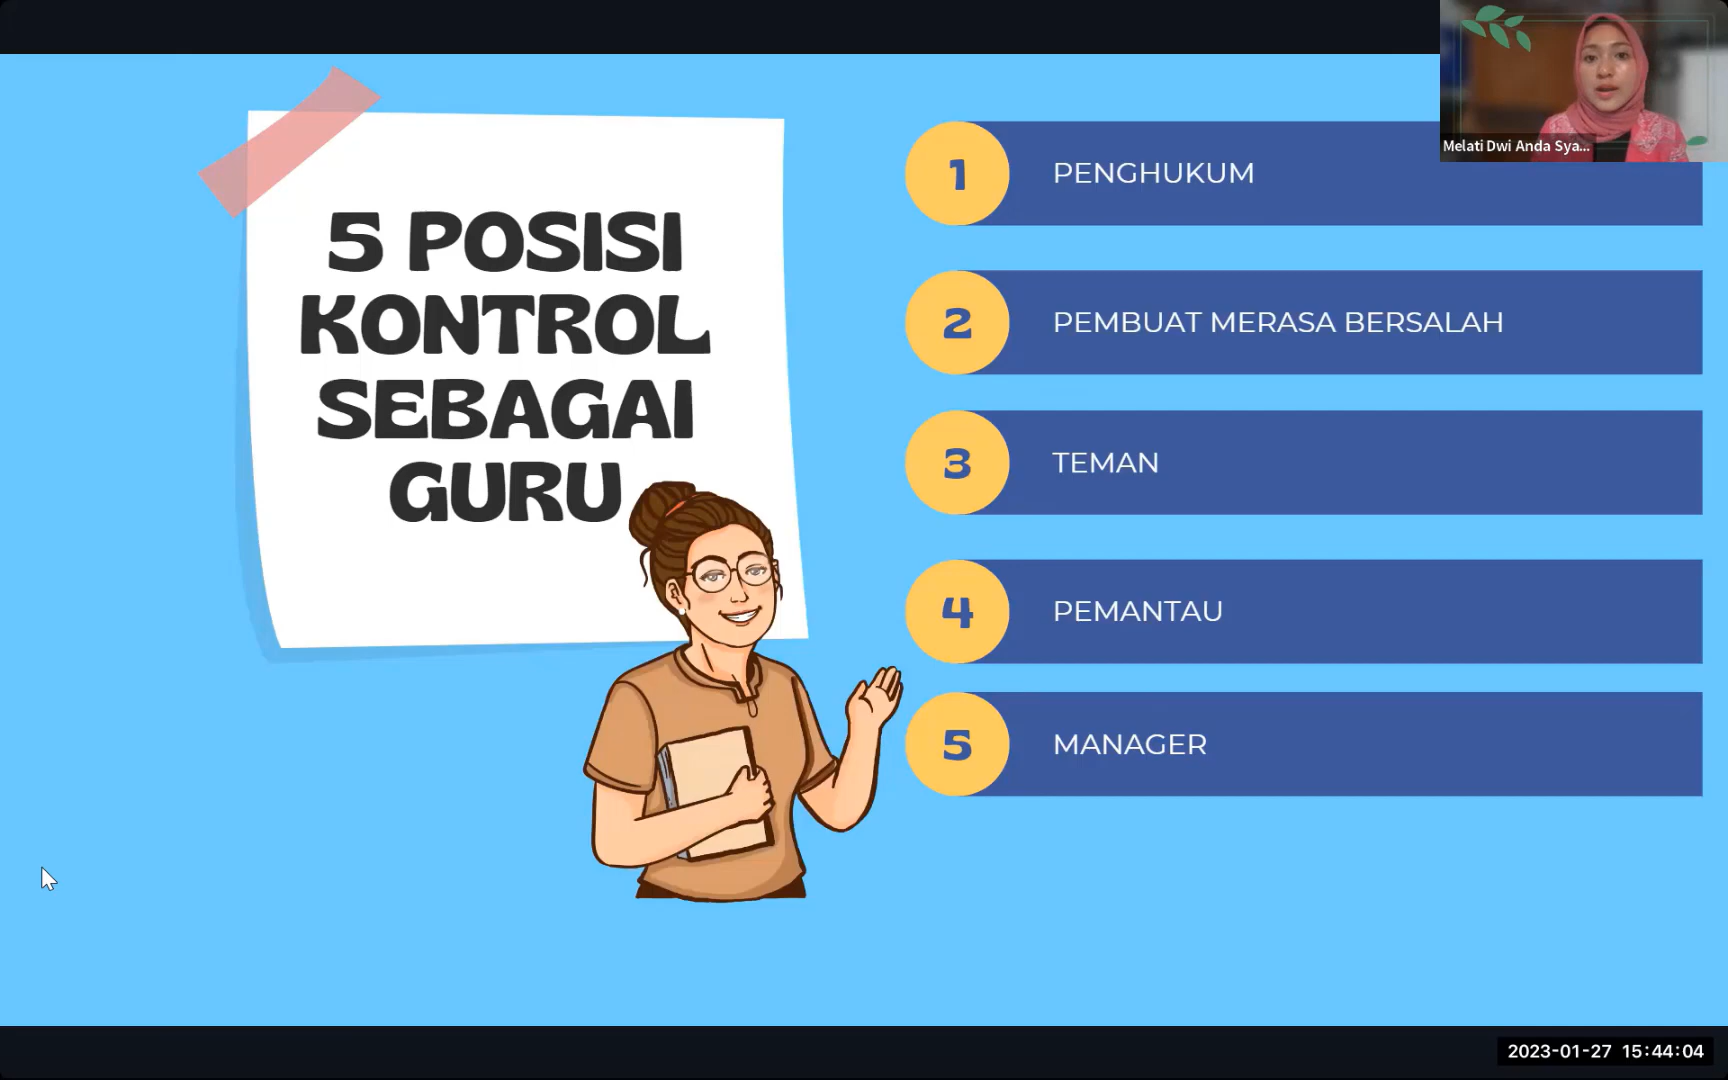 5 POSISI
KONTROL
SEBAGAI
GURU
1
PENGHUKUM
2
PEMBUAT MERASA BERSALAH
3
TEMAN
4
PEMANTAU
5
MANAGER
Melati Dwi Anda Sya...
2023-01-27 15:44:04